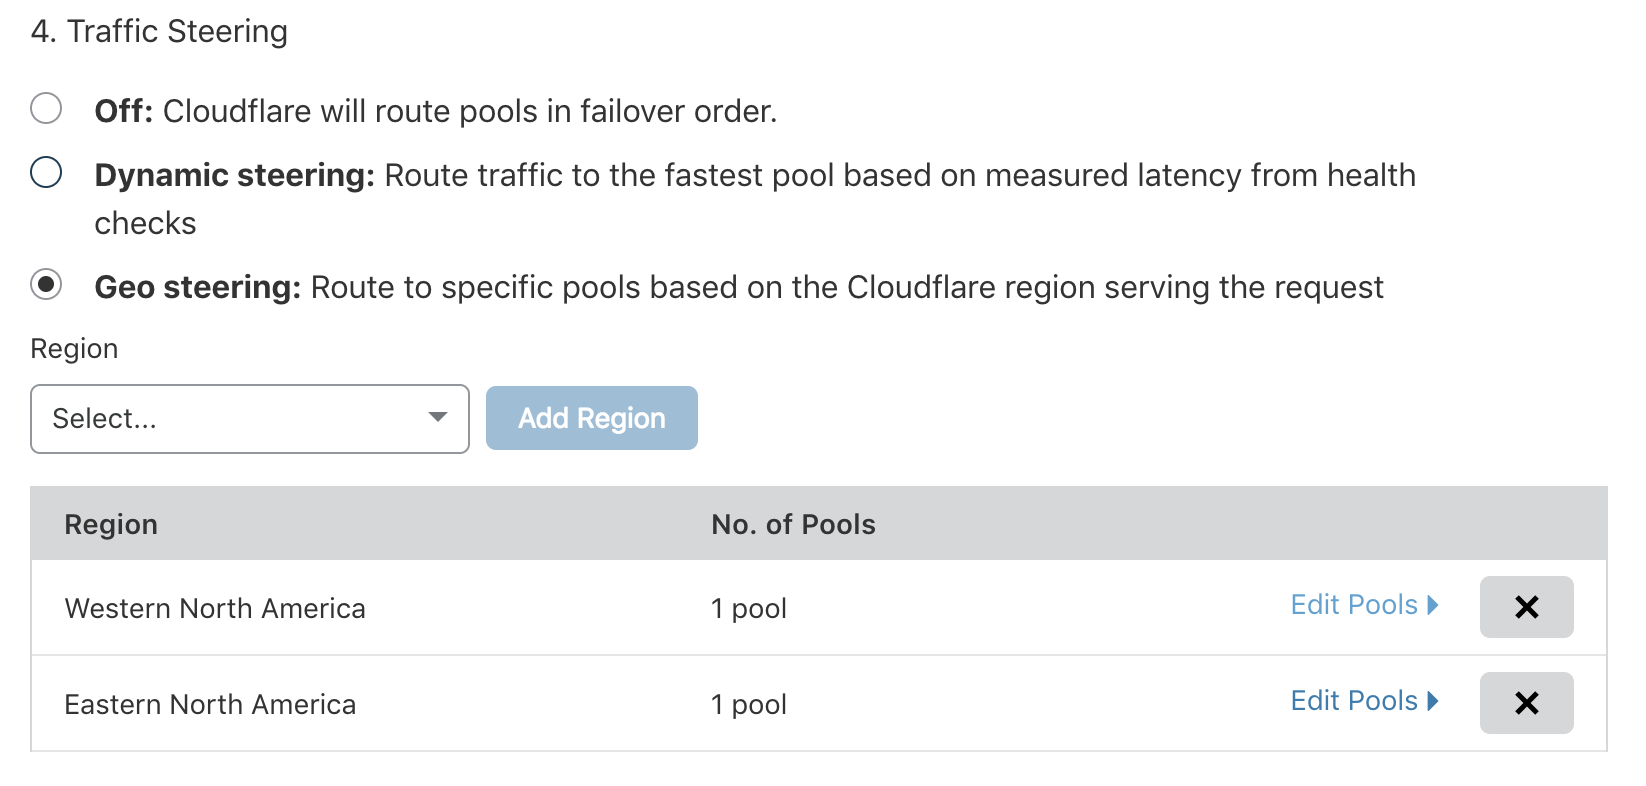 4. Traffic Steering
Off: Cloudflare will route pools in failover order.
Dynamic steering: Route traffic to the fastest pool based on measured latency from health
checks
Geo steering: Route to specific pools based on the Cloudflare region serving the request
Region
Select...
Add Region
Region No. of Pools
Western North America 1 pool Edit Pools
Eastern North America 1 pool Edit Pools